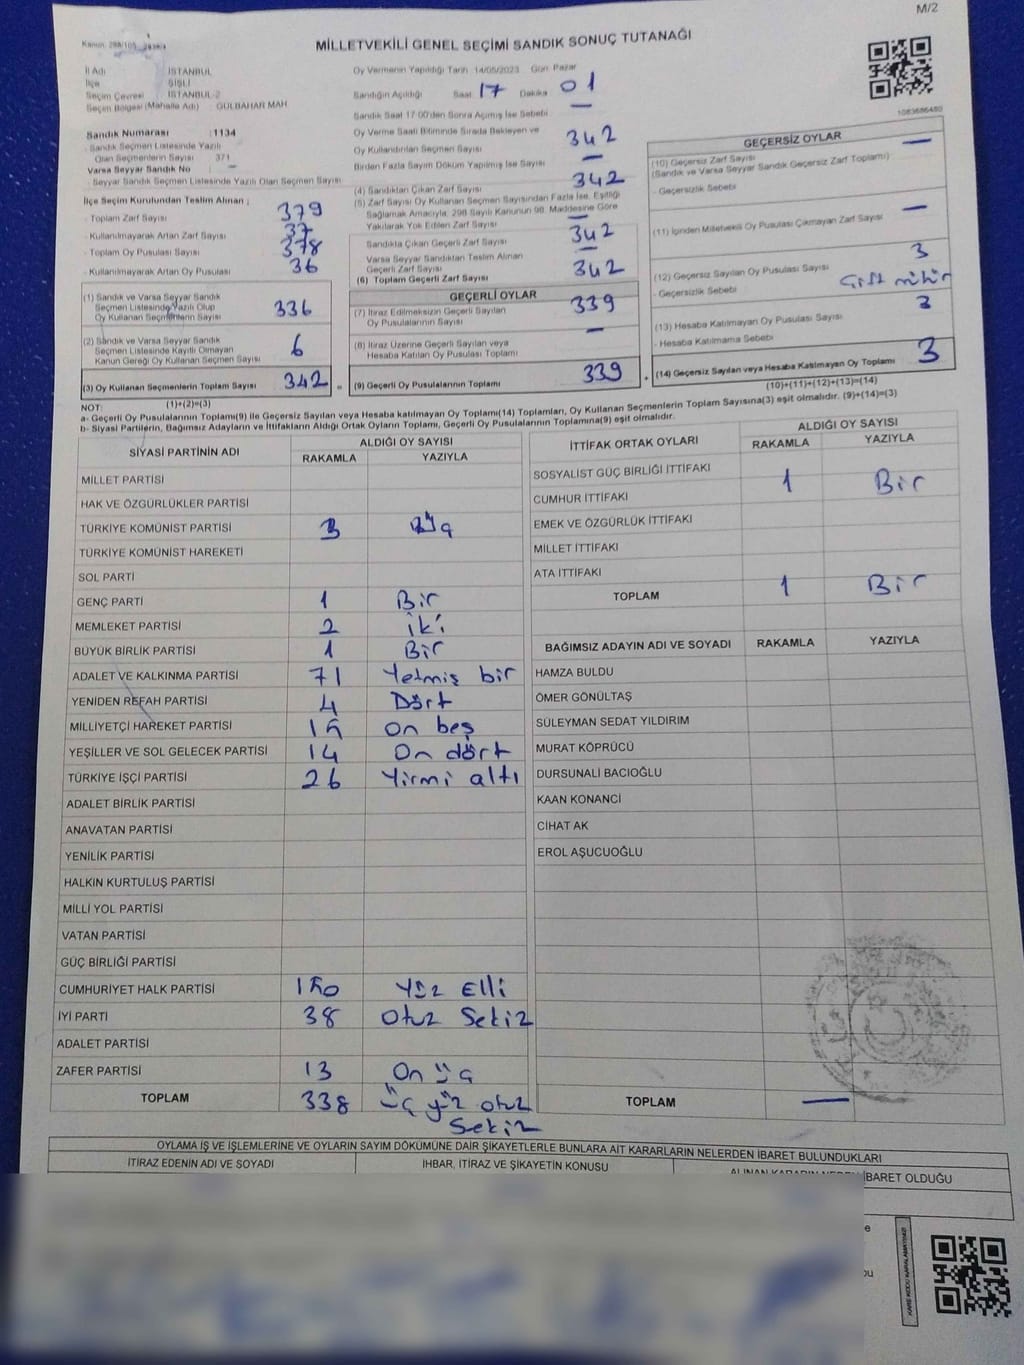 M/2
Kanun: 298/105
MİLLETVEKİLİ GENEL SEÇİMİ SANDIK SONUÇ TUTANAĞI
İl Adı İSTANBUL
İlçe ŞİŞLİ
Seçim Çevresi İSTANBUL-2
Seçim Bölgesi (Mahalle Adı) GÜLBAHAR MAH
Sandık Numarası :1134
- Sandık Seçmen Listesinde Yazılı
Olan Seçmenlerin Sayısı 371
Varsa Seyyar Sandık No —
- Seyyar Sandık Seçmen Listesinde Yazılı Olan Seçmen Sayısı
İlçe Seçim Kurulundan Teslim Alınan ;
- Toplam Zarf Sayısı 379
- Kullanılmayarak Artan Zarf Sayısı 37
- Toplam Oy Pusulası Sayısı 378
- Kullanılmayarak Artan Oy Pusulası 36
(1) Sandık ve Varsa Seyyar Sandık
Seçmen Listesinde Yazılı Olup
Oy Kullanan Seçmenlerin Sayısı 336
(2) Sandık ve Varsa Seyyar Sandık
Seçmen Listesinde Kayıtlı Olmayan
Kanun Gereği Oy Kullanan Seçmen Sayısı 6
(3) Oy Kullanan Seçmenlerin Toplam Sayısı 342 =
(1)+(2)=(3)
Oy Vermenin Yapıldığı Tarih 14/05/2023 Gün: Pazar
Sandığın Açıldığı Saat 17 Dakika 01
Sandık Saat 17:00'den Sonra Açılmış İse Sebebi —
Oy Verme Saati Bitiminde Sırada Bekleyen ve
Oy Kullandırılan Seçmen Sayısı 342
Birden Fazla Sayım Döküm Yapılmış İse Sayısı —
(4) Sandıktan Çıkan Zarf Sayısı 342
(5) Zarf Sayısı Oy Kullanan Seçmen Sayısından Fazla İse, Eşitliği
Sağlamak Amacıyla; 298 Sayılı Kanunun 98. Maddesine Göre
Yakılarak Yok Edilen Zarf Sayısı —
Sandıkta Çıkan Geçerli Zarf Sayısı 342
Varsa Seyyar Sandıktan Teslim Alınan
Geçerli Zarf Sayısı
(6) Toplam Geçerli Zarf Sayısı 342
GEÇERLİ OYLAR
(7) İtiraz Edilmeksizin Geçerli Sayılan
Oy Pusulalarının Sayısı 339
(8) İtiraz Üzerine Geçerli Sayılan veya
Hesaba Katılan Oy Pusulası Toplamı —
(9) Geçerli Oy Pusulalarının Toplamı 339 +
1083686480
GEÇERSİZ OYLAR
(10) Geçersiz Zarf Sayısı —
(Sandık ve Varsa Seyyar Sandık Geçersiz Zarf Toplamı)
- Geçersizlik Sebebi
(11) İçinden Milletvekili Oy Pusulası Çıkmayan Zarf Sayısı —
(12) Geçersiz Sayılan Oy Pusulası Sayısı 3
- Geçersizlik Sebebi Çift mühür
(13) Hesaba Katılmayan Oy Pusulası Sayısı 3
- Hesaba Katılmama Sebebi
(14) Geçersiz Sayılan veya Hesaba Katılmayan Oy Toplamı 3
(10)+(11)+(12)+(13)=(14)
NOT:
a- Geçerli Oy Pusulalarının Toplamı(9) ile Geçersiz Sayılan veya Hesaba katılmayan Oy Toplamı(14) Toplamları, Oy Kullanan Seçmenlerin Toplam Sayısına(3) eşit olmalıdır. (9)+(14)=(3)
b- Siyasi Partilerin, Bağımsız Adayların ve İttifakların Aldığı Ortak Oyların Toplamı, Geçerli Oy Pusulalarının Toplamına(9) eşit olmalıdır.
SİYASİ PARTİNİN ADI ALDIĞI OY SAYISI
RAKAMLA YAZIYLA
MİLLET PARTİSİ
HAK VE ÖZGÜRLÜKLER PARTİSİ
TÜRKİYE KOMÜNİST PARTİSİ 3 Üç
TÜRKİYE KOMÜNİST HAREKETİ
SOL PARTİ
GENÇ PARTİ 1 Bir
MEMLEKET PARTİSİ 2 İki
BÜYÜK BİRLİK PARTİSİ 1 Bir
ADALET VE KALKINMA PARTİSİ 71 Yetmiş bir
YENİDEN REFAH PARTİSİ 4 Dört
MİLLİYETÇİ HAREKET PARTİSİ 15 On beş
YEŞİLLER VE SOL GELECEK PARTİSİ 14 On dört
TÜRKİYE İŞÇİ PARTİSİ 26 Yirmi altı
ADALET BİRLİK PARTİSİ
ANAVATAN PARTİSİ
YENİLİK PARTİSİ
HALKIN KURTULUŞ PARTİSİ
MİLLİ YOL PARTİSİ
VATAN PARTİSİ
GÜÇ BİRLİĞİ PARTİSİ
CUMHURİYET HALK PARTİSİ 150 Yüz Elli
İYİ PARTİ 38 Otuz Sekiz
ADALET PARTİSİ
ZAFER PARTİSİ 13 On üç
TOPLAM 338 üç yüz otuz
Sekiz
İTTİFAK ORTAK OYLARI ALDIĞI OY SAYISI
RAKAMLA YAZIYLA
SOSYALİST GÜÇ BİRLİĞİ İTTİFAKI
CUMHUR İTTİFAKI 1 Bir
EMEK VE ÖZGÜRLÜK İTTİFAKI
MİLLET İTTİFAKI
ATA İTTİFAKI
TOPLAM 1 Bir
BAĞIMSIZ ADAYIN ADI VE SOYADI RAKAMLA YAZIYLA
HAMZA BULDU
ÖMER GÖNÜLTAŞ
SÜLEYMAN SEDAT YILDIRIM
MURAT KÖPRÜCÜ
DURSUNALİ BACIOĞLU
KAAN KONANCİ
CİHAT AK
EROL AŞUCUOĞLU
TOPLAM —
OYLAMA İŞ VE İŞLEMLERİNE VE OYLARIN SAYIM DÖKÜMÜNE DAİR ŞİKAYETLERLE BUNLARA AİT KARARLARIN NELERDEN İBARET BULUNDUKLARI
İTİRAZ EDENİN ADI VE SOYADI İHBAR, İTİRAZ VE ŞİKAYETİN KONUSU ALINAN KARARIN NEDEN İBARET OLDUĞU